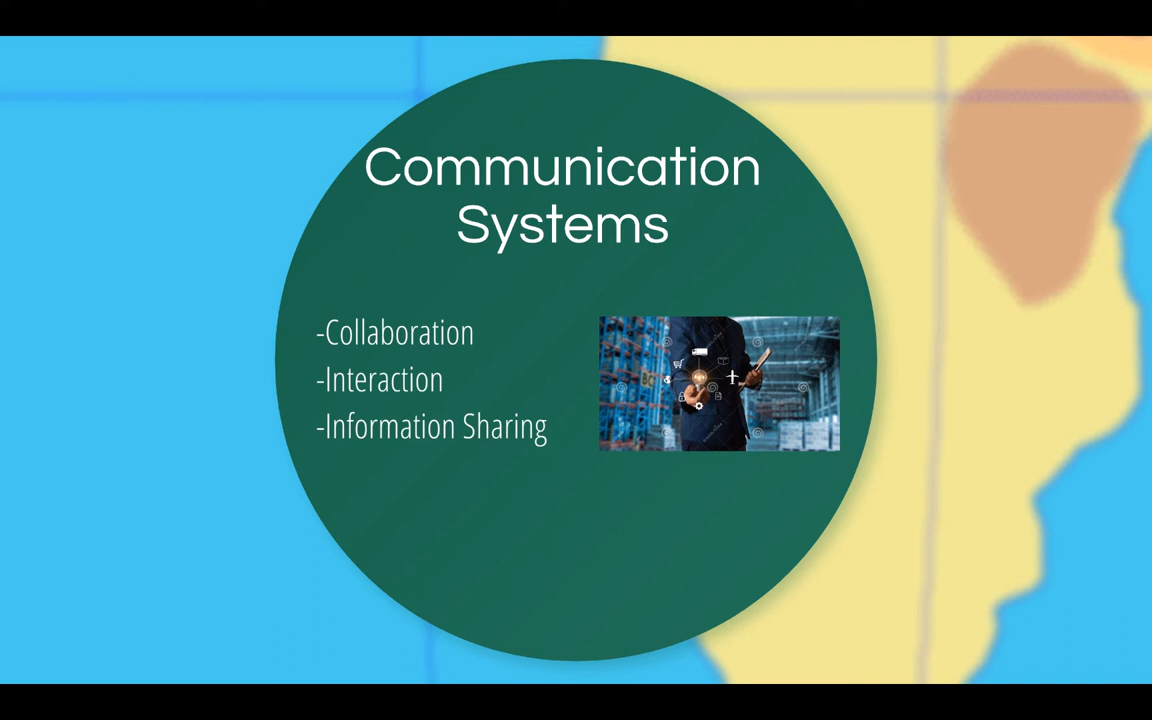 Communication
Systems
-Collaboration
-Interaction
-Information Sharing